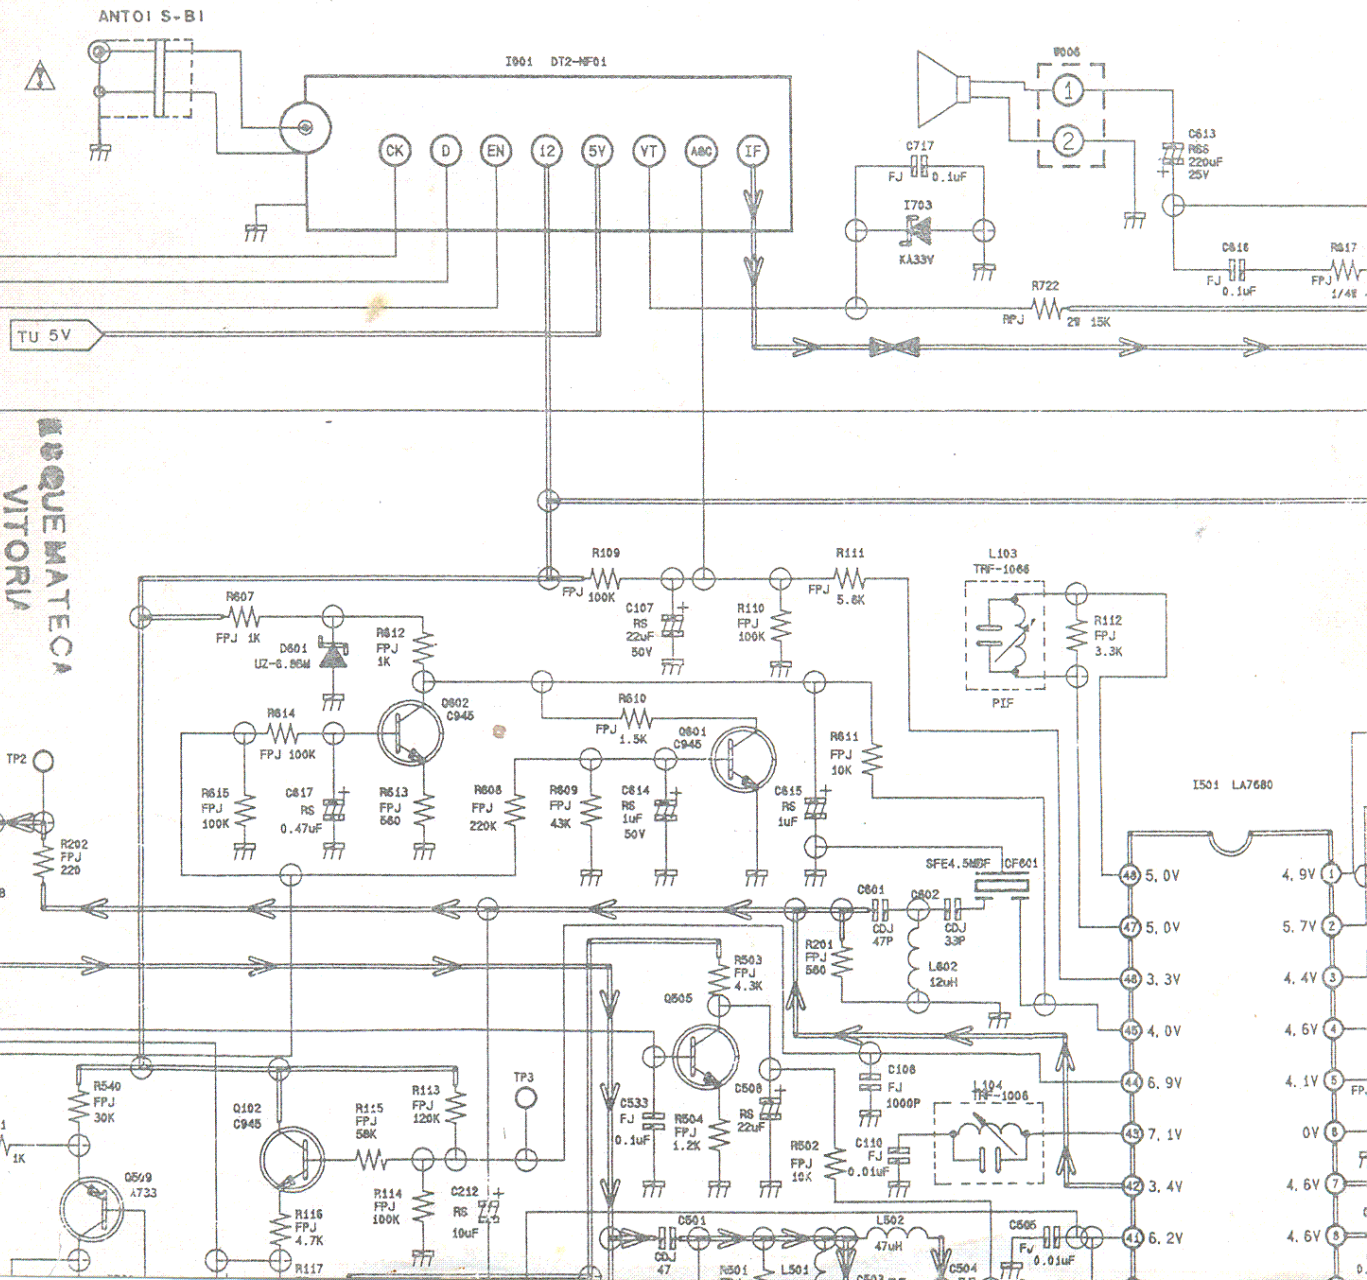 ANT01 S-B1
I001 DT2-NF01
CK
D
EN
12
5V
VT
AGC
IF
W006
1
2
C613
RSS
220uF
25V
C717
FJ 0.1uF
I703
KA33V
C616
FJ 0.1uF
R617
FPJ
1/4W
R722
RPJ 2W 15K
TU 5V
ESQUEMATECA
VITORIA
R109
FPJ 100K
R111
FPJ 5.6K
C107
RS
22uF
50V
R110
FPJ
100K
L103
TRF-1066
PIF
R112
FPJ
3.3K
R607
FPJ 1K
D601
R612
FPJ
1K
Q602
C945
R610
FPJ 1.5K
Q601
C945
R611
FPJ
10K
R614
FPJ 100K
R615
FPJ
100K
C617
RS
0.47uF
R613
FPJ
560
R608
FPJ
220K
R609
FPJ
43K
C614
RS
1uF
50V
C615
RS
1uF
TP2
R202
FPJ
220
I501 LA7680
SFE4.5MBF CF601
C601
CDJ
47P
C602
CDJ
33P
R201
FPJ
560
L602
12uH
48 5.0V
47 5.0V
46 3.3V
45 4.0V
44 6.9V
43 7.1V
42 3.4V
41 6.2V
4.9V 1
5.7V 2
4.4V 3
4.6V 4
4.1V 5
0V 6
4.6V 7
4.6V 8
R503
FPJ
4.3K
Q505
C533
FJ
0.1uF
R504
FPJ
1.2K
C508
RS
22uF
R502
FPJ
C108
FJ
1000P
C110
FJ
0.01uF
L104
TRF-1006
R540
FPJ
30K
1K
Q509
A733
Q102
C945
R115
FPJ
56K
R113
FPJ
120K
TP3
R114
FPJ
100K
C212
RS
10uF
R116
FPJ
4.7K
R117
C501
CDJ
47
R501
L501
L502
47uH
C503
C504
C505
FJ
0.01uF